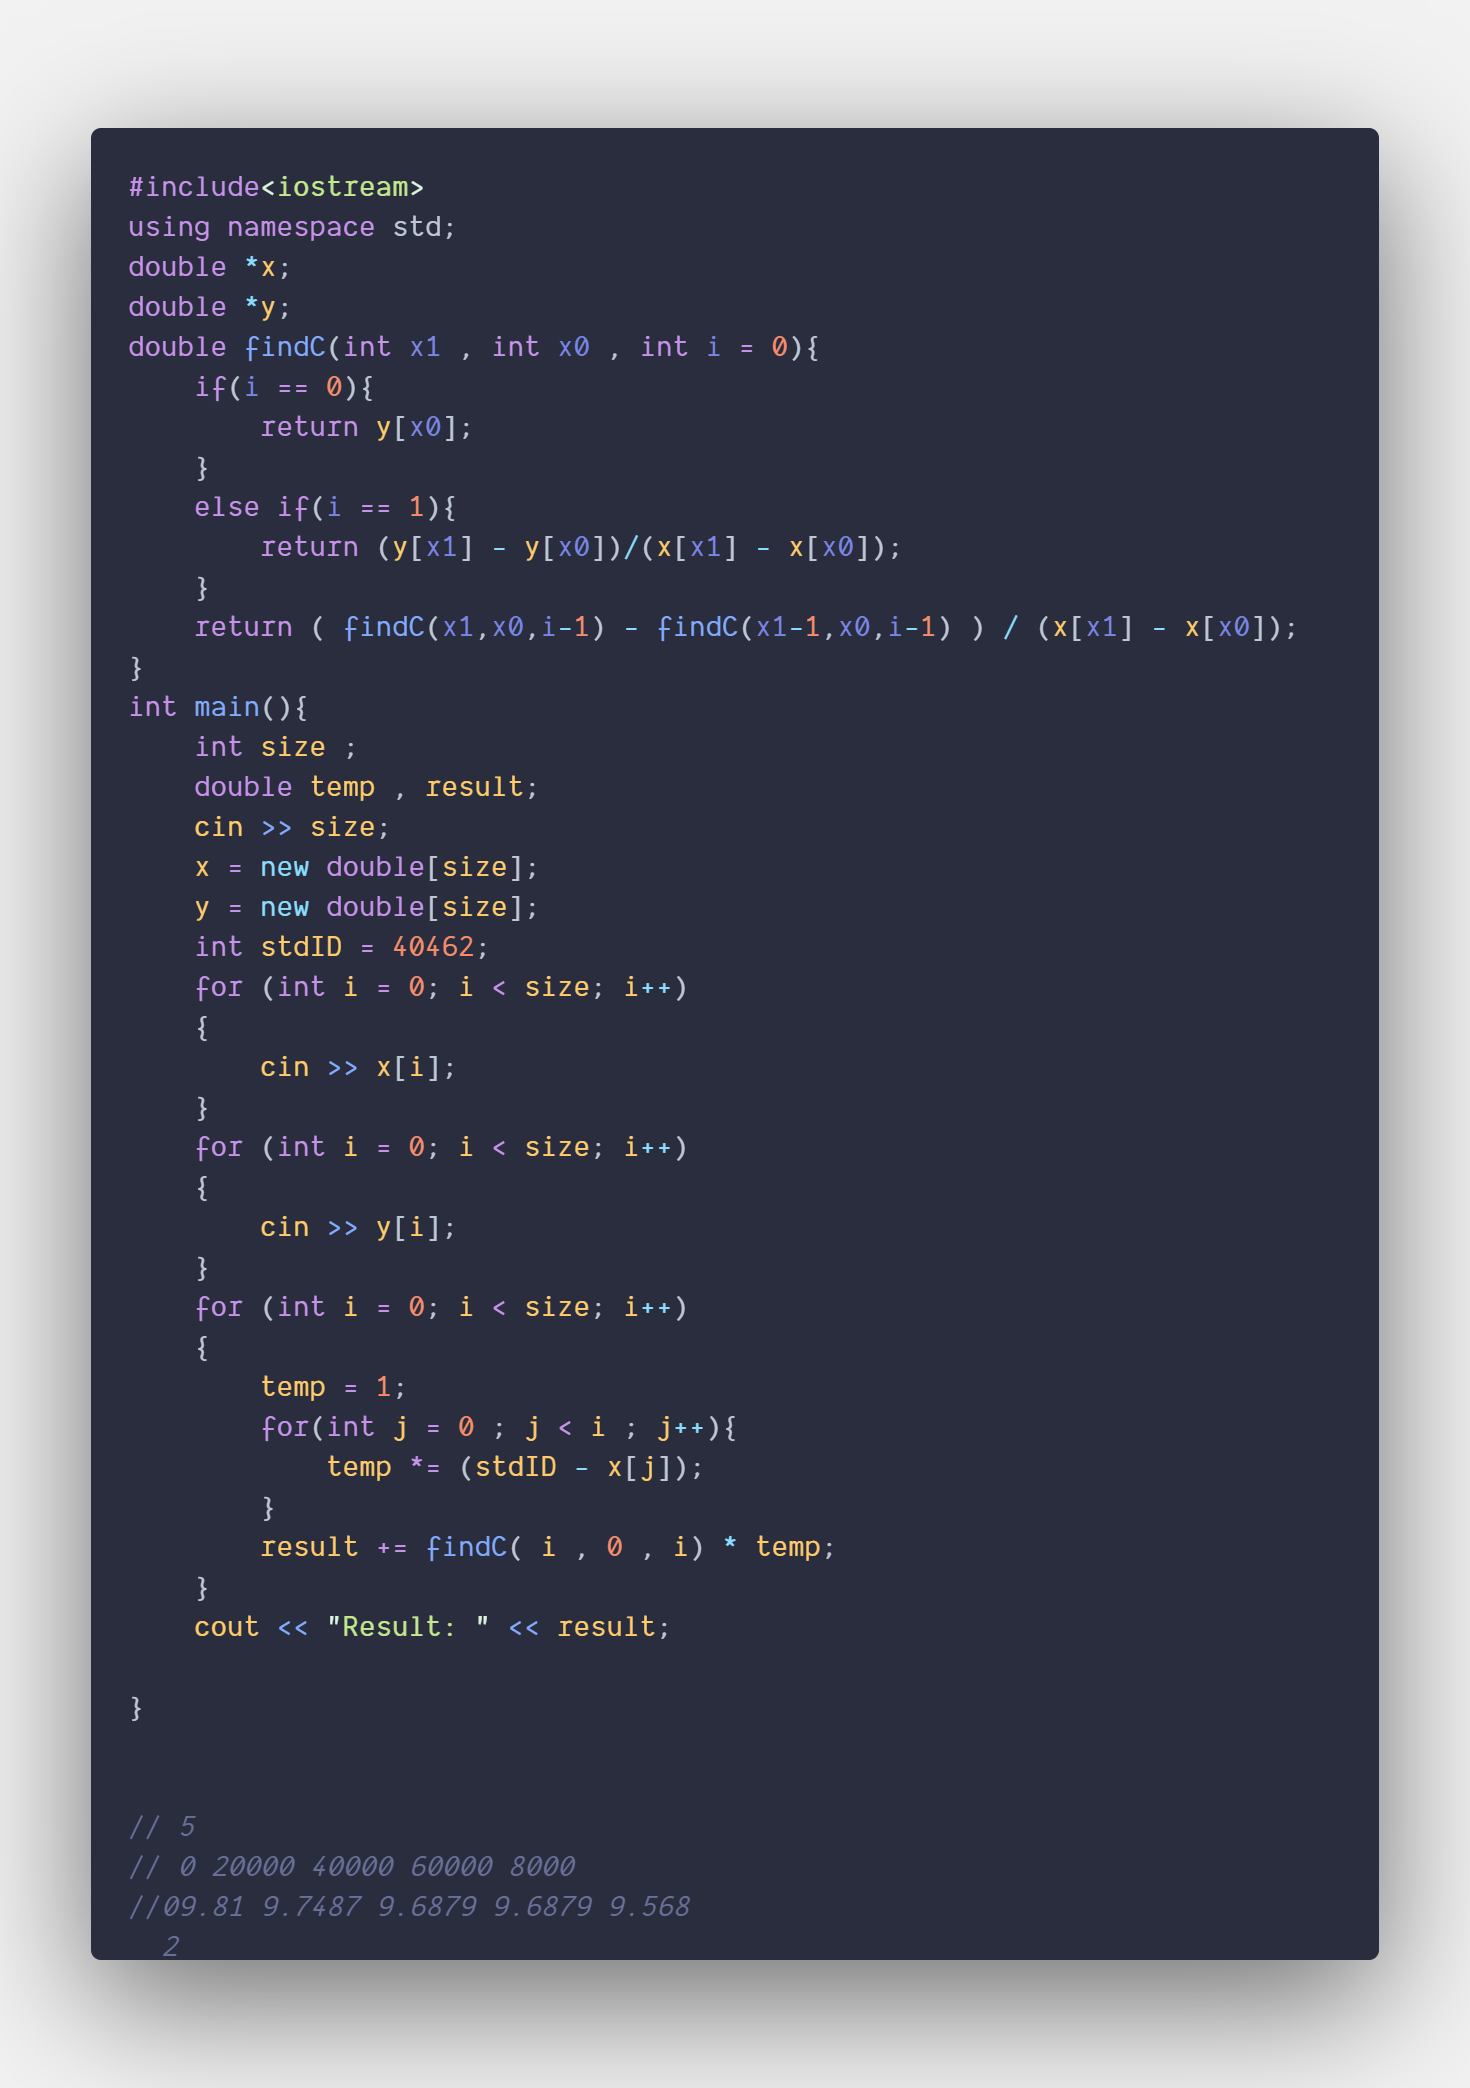 #include<iostream>
using namespace std;
double *x;
double *y;
double findC(int x1 , int x0 , int i = 0){
    if(i == 0){
        return y[x0];
    }
    else if(i == 1){
        return (y[x1] - y[x0])/(x[x1] - x[x0]);
    }
    return ( findC(x1,x0,i-1) - findC(x1-1,x0,i-1) ) / (x[x1] - x[x0]);
}
int main(){
    int size ;
    double temp , result;
    cin >> size;
    x = new double[size];
    y = new double[size];
    int stdID = 40462;
    for (int i = 0; i < size; i++)
    {
        cin >> x[i];
    }
    for (int i = 0; i < size; i++)
    {
        cin >> y[i];
    }
    for (int i = 0; i < size; i++)
    {
        temp = 1;
        for(int j = 0 ; j < i ; j++){
            temp *= (stdID - x[j]);
        }
        result += findC( i , 0 , i) * temp;
    }
    cout << "Result: " << result;

}


// 5
// 0 20000 40000 60000 8000
//09.81 9.7487 9.6879 9.6879 9.568
  2